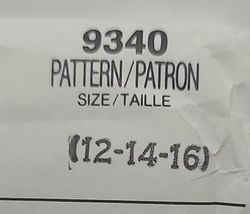 9340
PATTERN/PATRON
SIZE/TAILLE
(12-14-16)